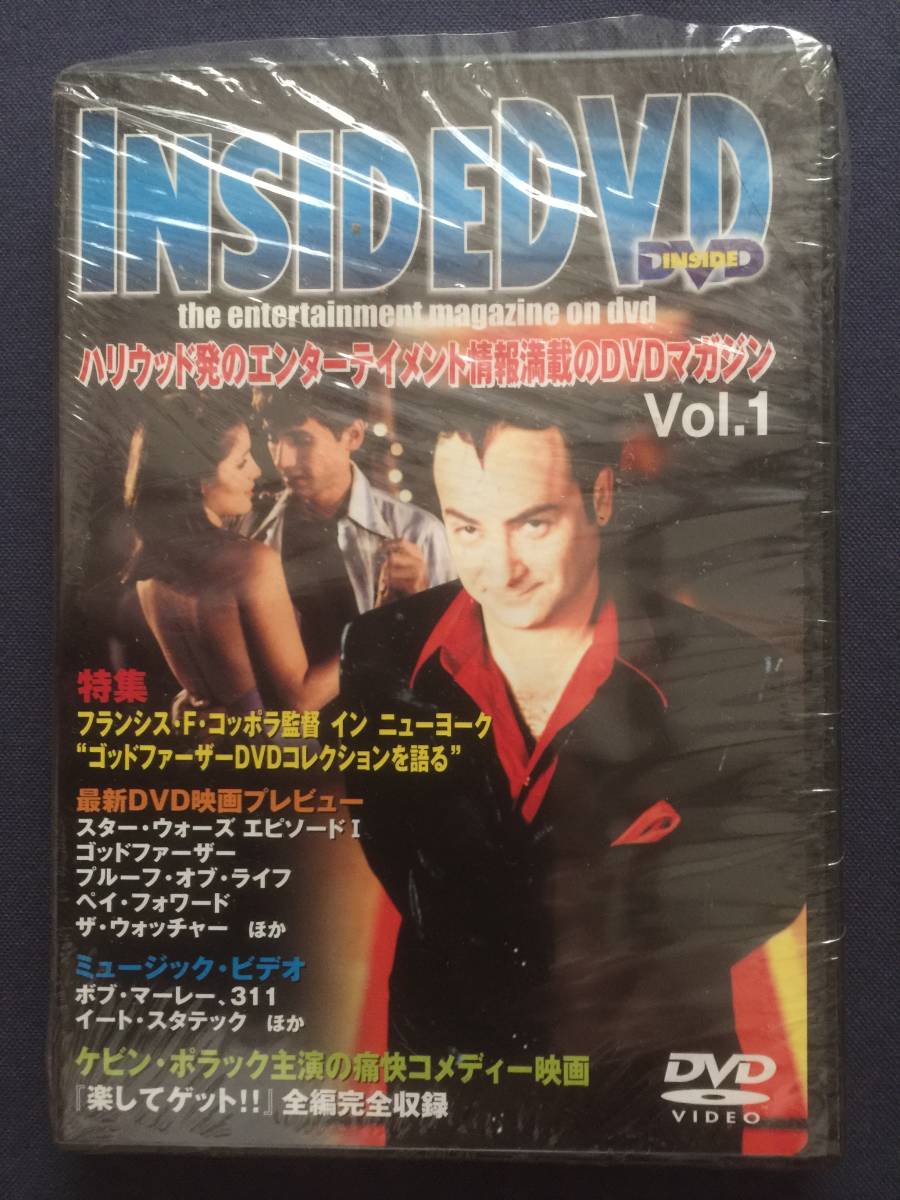 INSIDEDVD
INSIDE DVD
the entertainment magazine on dvd
ハリウッド発のエンターテイメント情報満載のDVDマガジン
Vol.1
特集
フランシス・F・コッポラ監督 イン ニューヨーク
“ゴッドファーザーDVDコレクションを語る”
最新DVD映画プレビュー
スター・ウォーズ エピソードI
ゴッドファーザー
プルーフ・オブ・ライフ
ペイ・フォワード
ザ・ウォッチャー ほか
ミュージック・ビデオ
ボブ・マーレー、311
イート・スタテック ほか
ケビン・ポラック主演の痛快コメディー映画
『楽してゲット!!』全編完全収録
DVD
VIDEO